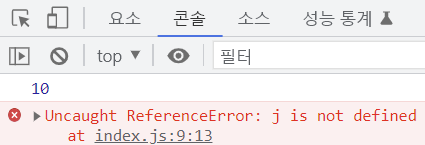 요소 콘솔 소스 성능 통계
top 필터
10
Uncaught ReferenceError: j is not defined
at index.js:9:13